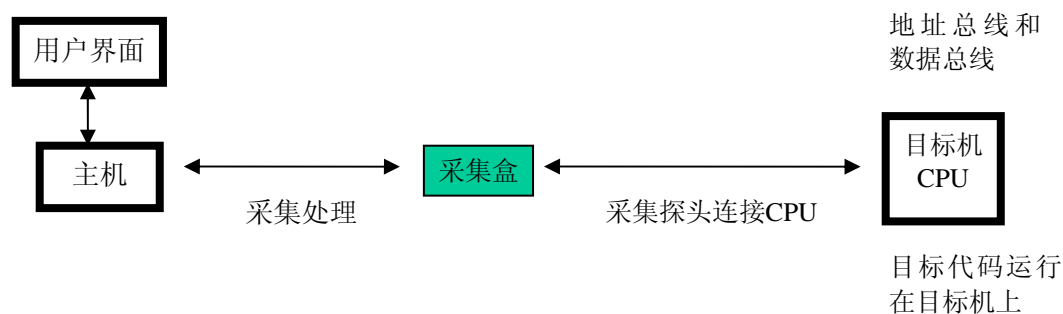 用户界面
主机
采集处理
采集盒
采集探头连接CPU
地址总线和
数据总线
目标机
CPU
目标代码运行
在目标机上